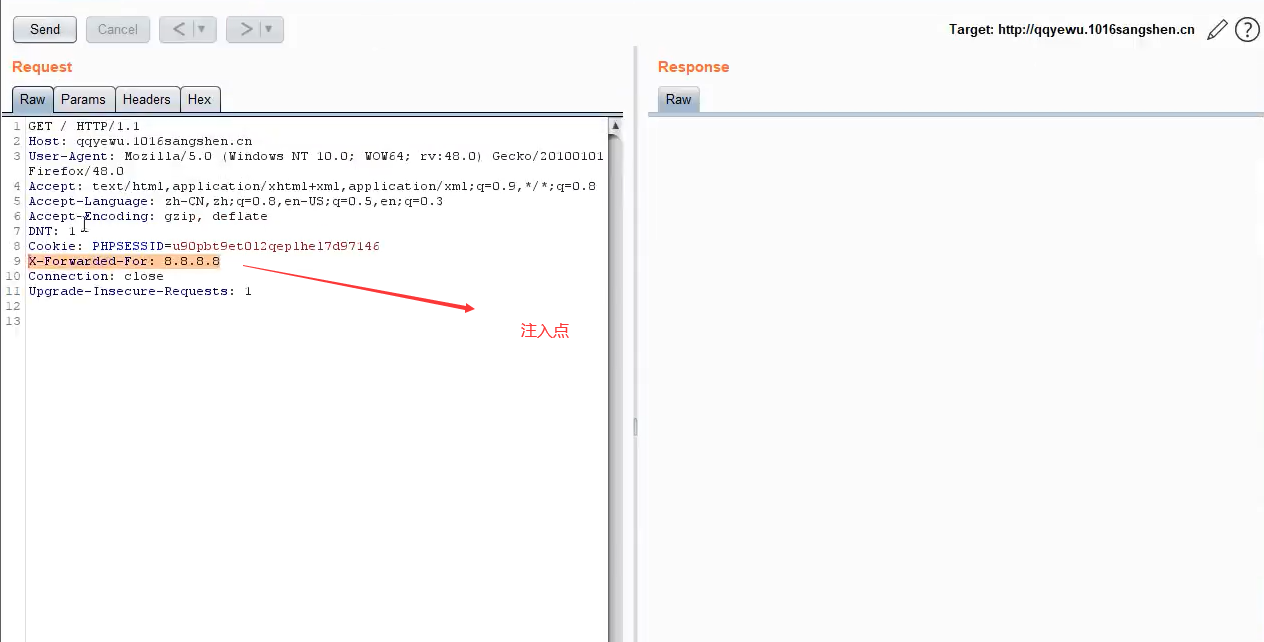 Send Cancel < > Target: http://qqyewu.1016sangshen.cn ?
Request
Response
Raw Params Headers Hex
Raw
1 GET / HTTP/1.1
2 Host: qqyewu.1016sangshen.cn
3 User-Agent: Mozilla/5.0 (Windows NT 10.0; WOW64; rv:48.0) Gecko/20100101
Firefox/48.0
4 Accept: text/html,application/xhtml+xml,application/xml;q=0.9,*/*;q=0.8
5 Accept-Language: zh-CN,zh;q=0.8,en-US;q=0.5,en;q=0.3
6 Accept-Encoding: gzip, deflate
7 DNT: 1
8 Cookie: PHPSESSID=u90pbt9et0l2qeplhel7d97146
9 X-Forwarded-For: 8.8.8.8
10 Connection: close
11 Upgrade-Insecure-Requests: 1
12
13
注入点